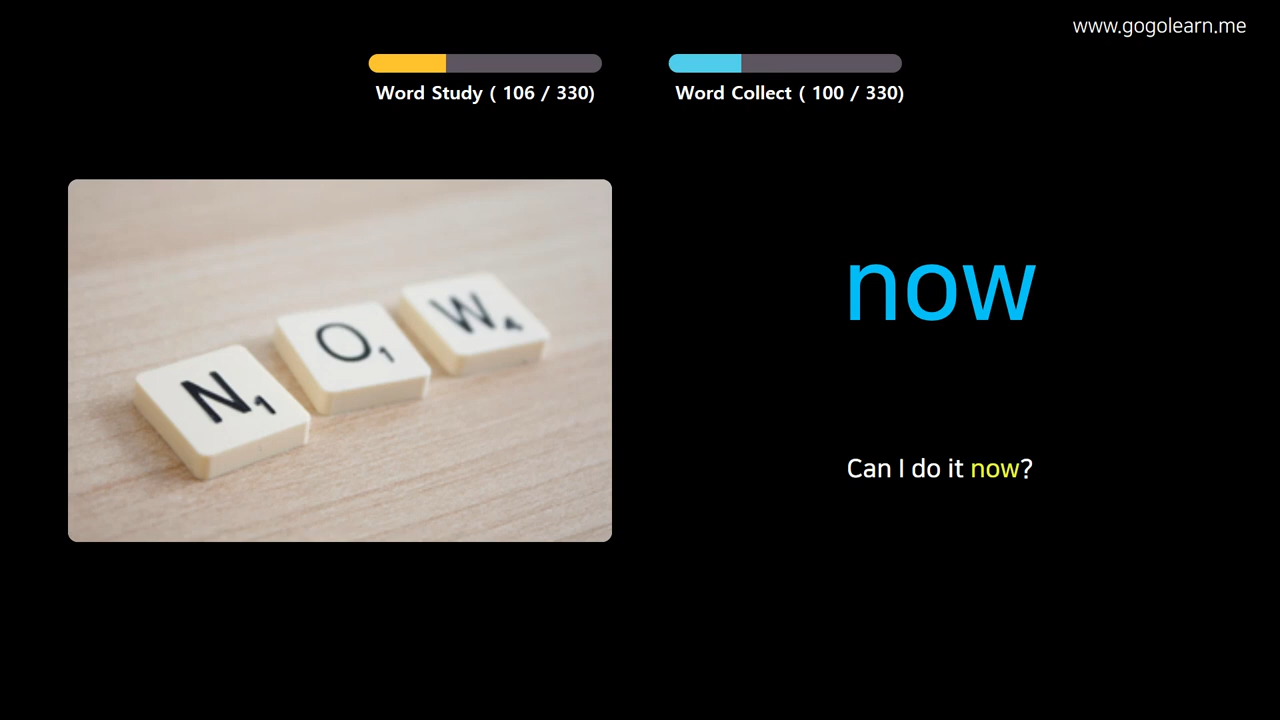 www.gogolearn.me
Word Study ( 106 / 330)
Word Collect ( 100 / 330)
N1 O1 W4
now
Can I do it now?